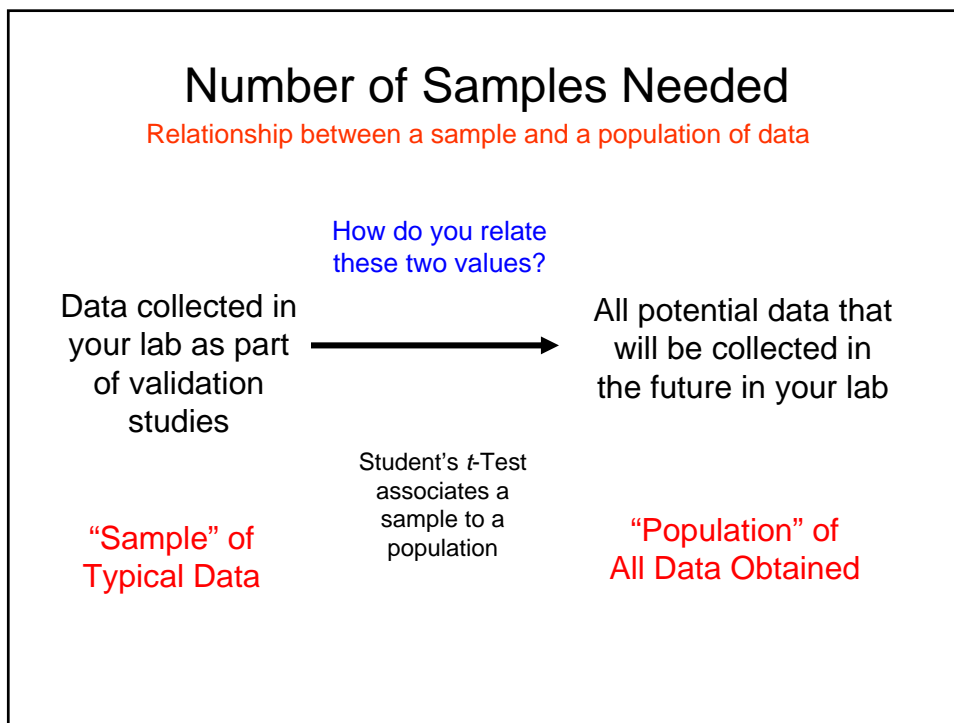 Number of Samples Needed
Relationship between a sample and a population of data
How do you relate
these two values?
Data collected in
your lab as part
of validation
studies
All potential data that
will be collected in
the future in your lab
Student's t-Test
associates a
sample to a
population
“Sample” of
Typical Data
“Population” of
All Data Obtained